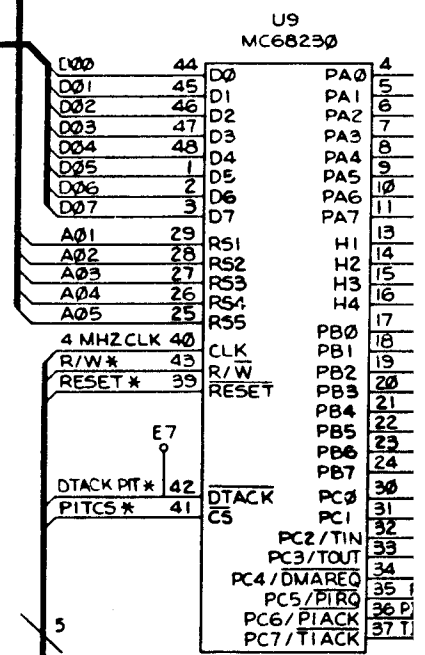 U9
MC68230
D00 44 D0 PA0 4
D01 45 D1 PA1 5
D02 46 D2 PA2 6
D03 47 D3 PA3 7
D04 48 D4 PA4 8
D05 1 D5 PA5 9
D06 2 D6 PA6 10
D07 3 D7 PA7 11
A01 29 RS1 H1 13
A02 28 RS2 H2 14
A03 27 RS3 H3 15
A04 26 RS4 H4 16
A05 25 RS5
PB0 17
4 MHZ CLK 40 CLK PB1 18
R/W* 43 R/W PB2 19
RESET* 39 RESET PB3 20
PB4 21
PB5 22
E7
PB6 23
PB7 24
DTACK PIT* 42 DTACK PC0 30
PITCS* 41 CS PC1 31
PC2/TIN 32
PC3/TOUT 33
PC4/DMAREQ 34
PC5/PIRQ 35
PC6/PIACK 36
PC7/TIACK 37
5